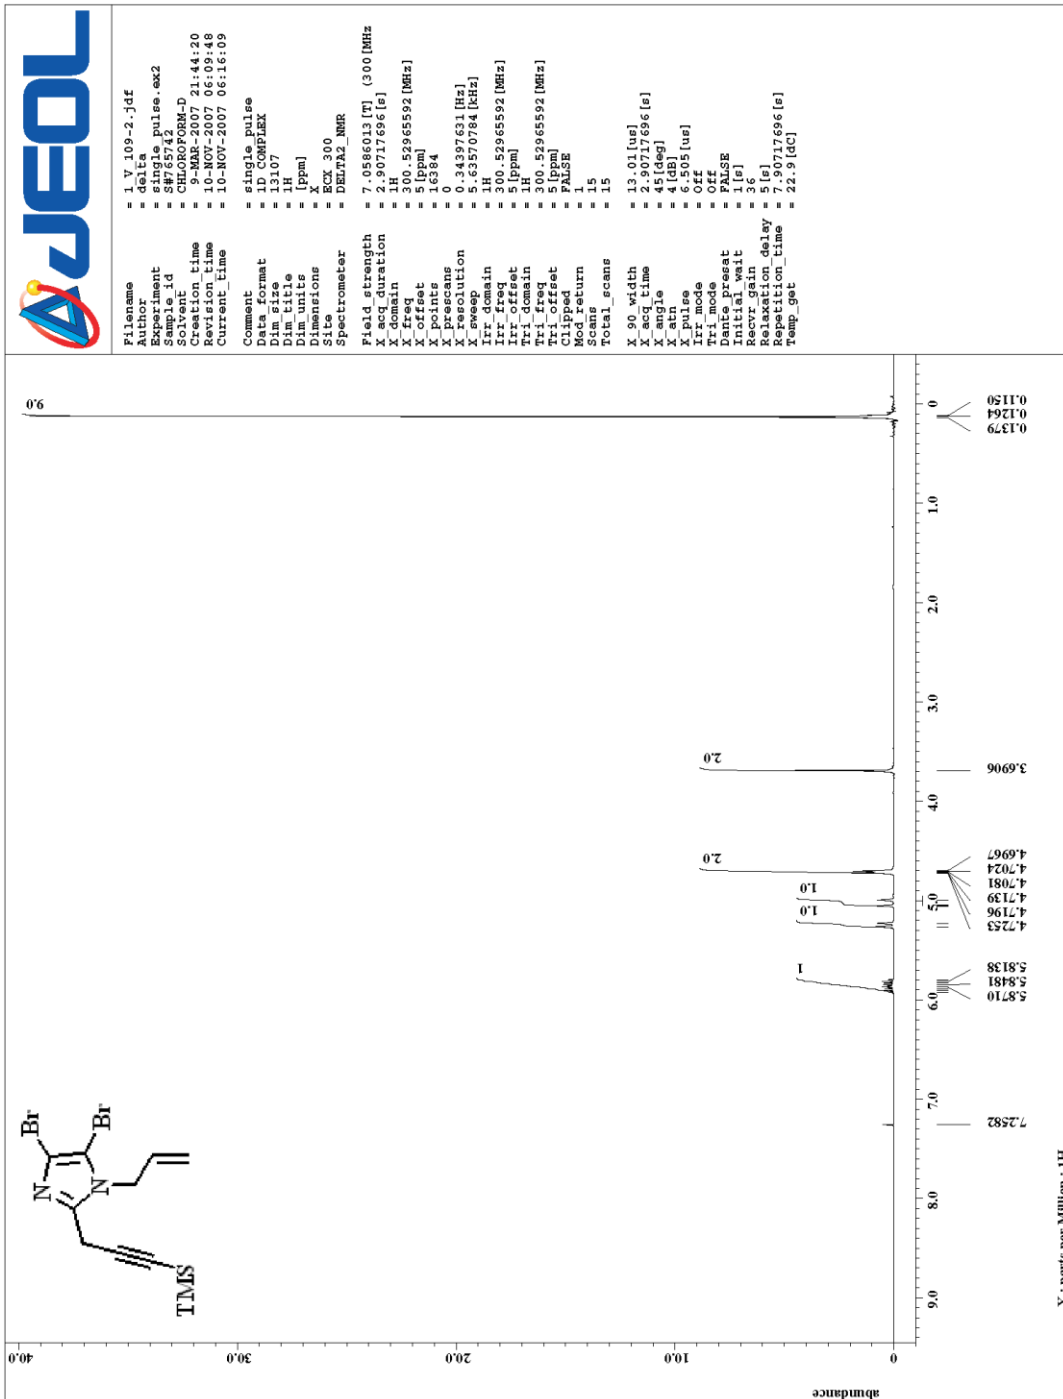 JEOL
Filename = 1_V_109-2.jdf
Author = delta
Experiment = single_pulse.ex2
Sample_id = S#765742
Solvent = CHLOROFORM-D
Creation_time = 9-MAR-2007 21:44:20
Revision_time = 10-NOV-2007 06:09:48
Current_time = 10-NOV-2007 06:16:09
Comment = single_pulse
Data_format = 1D COMPLEX
Dim_size = 13107
Dim_title = 1H
Dim_units = [ppm]
Dimensions = X
Site = ECX 300
Spectrometer = DELTA2_NMR
Field_strength = 7.0586013[T] (300[MHz
X_acq_duration = 2.90717696[s]
X_domain = 1H
X_freq = 300.52965592[MHz]
X_offset = 5[ppm]
X_points = 16384
X_prescans = 0
X_resolution = 0.34397631[Hz]
X_sweep = 5.63570784[kHz]
Irr_domain = 1H
Irr_freq = 300.52965592[MHz]
Irr_offset = 5[ppm]
Tri_domain = 1H
Tri_freq = 300.52965592[MHz]
Tri_offset = 5[ppm]
Clipped = FALSE
Mod_return = 1
Scans = 15
Total_scans = 15
X_90_width = 13.01[us]
X_acq_time = 2.90717696[s]
X_angle = 45[deg]
X_atn = 4[dB]
X_pulse = 6.505[us]
Irr_mode = Off
Tri_mode = Off
Dante_presat = FALSE
Initial_wait = 1[s]
Recvr_gain = 36
Relaxation_delay = 5[s]
Repetition_time = 7.90717696[s]
Temp_get = 22.9[dC]
Br
Br
N
N
TMS
abundance
0 10.0 20.0 30.0 40.0
1 1.0 1.0 2.0 2.0 9.0
9.0 8.0 7.0 6.0 5.0 4.0 3.0 2.0 1.0 0
7.2582
5.8710
5.8481
5.8138
4.7253
4.7196
4.7139
4.7081
4.7024
4.6967
3.6906
0.1379
0.1264
0.1150
X : parts per Million : 1H